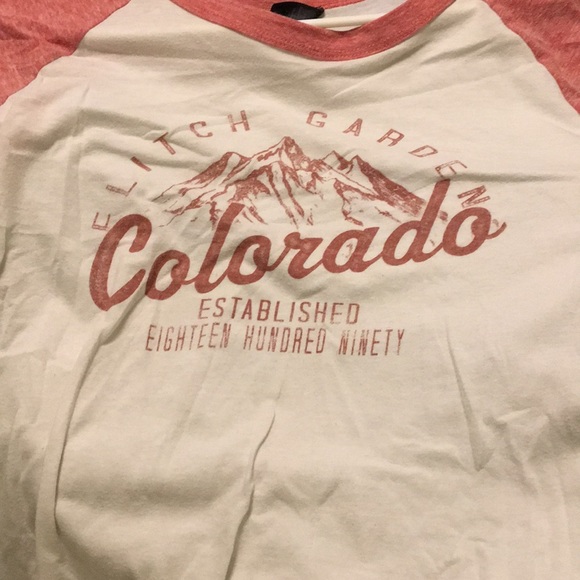 ELITCH GARDEN
Colorado
ESTABLISHED
EIGHTEEN HUNDRED NINETY